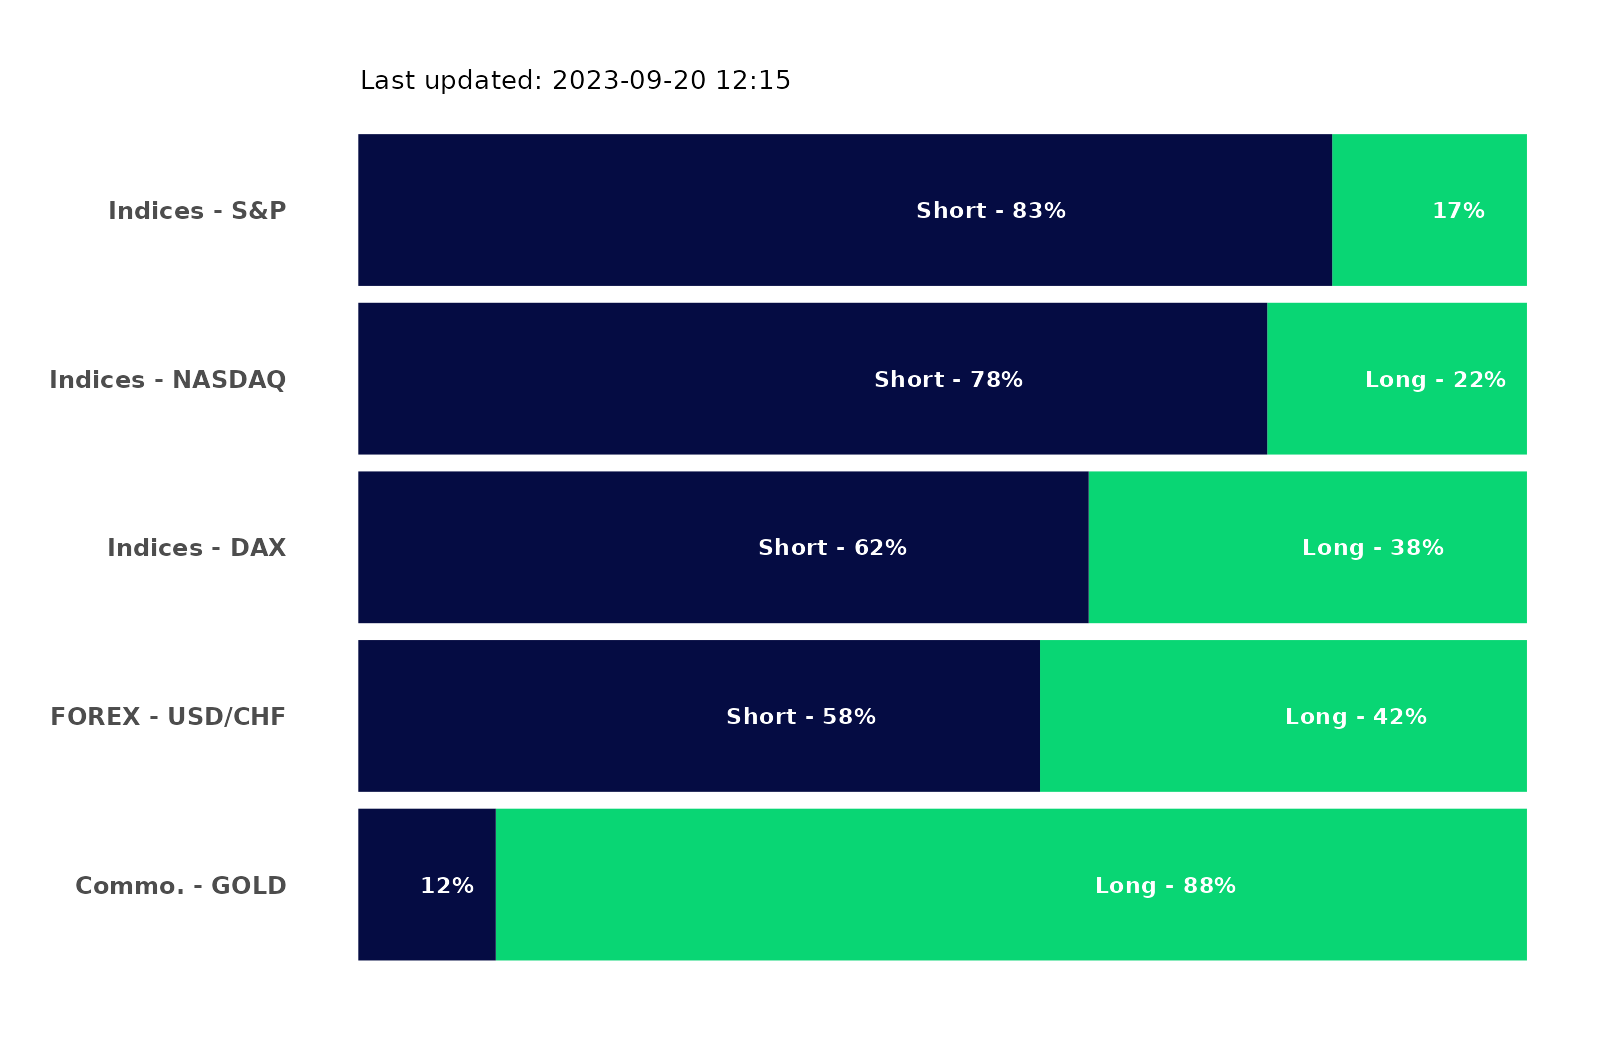 Last updated: 2023-09-20 12:15
Indices - S&P Short - 83% 17%
Indices - NASDAQ Short - 78% Long - 22%
Indices - DAX Short - 62% Long - 38%
FOREX - USD/CHF Short - 58% Long - 42%
Commo. - GOLD 12% Long - 88%